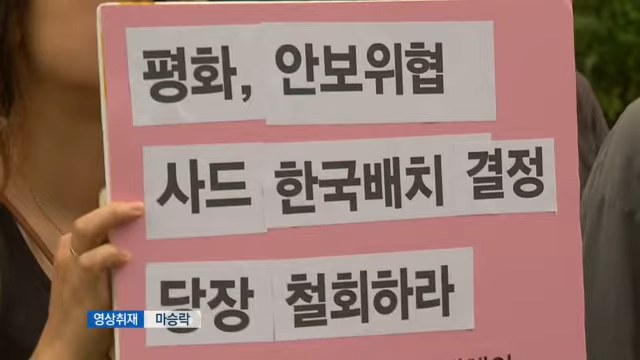 평화, 안보위협
사드 한국배치 결정
당장 철회하라
영상취재 마승락